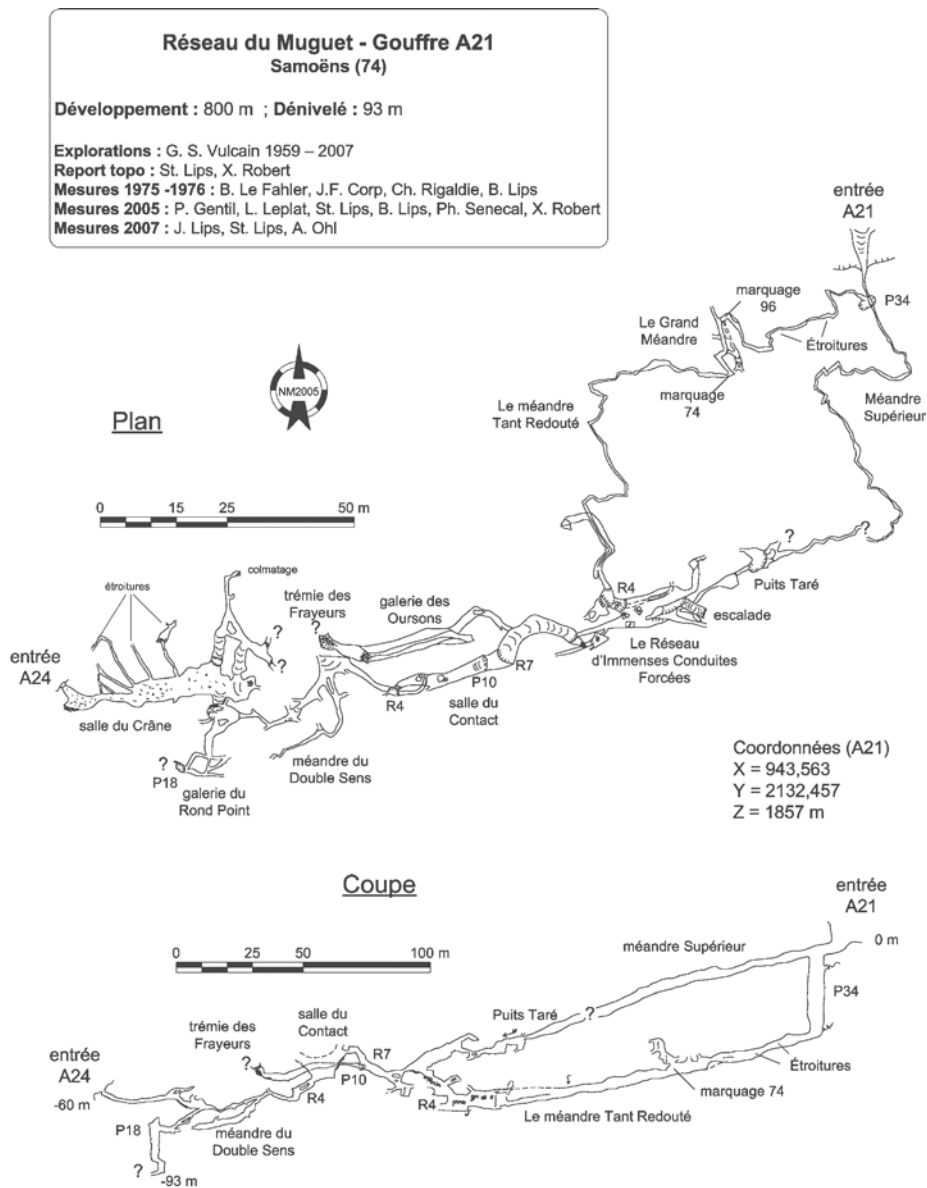 Réseau du Muguet - Gouffre A21
Samoëns (74)
Développement : 800 m ; Dénivelé : 93 m
Explorations : G. S. Vulcain 1959 – 2007
Report topo : St. Lips, X. Robert
Mesures 1975 -1976 : B. Le Fahler, J.F. Corp, Ch. Rigaldie, B. Lips
Mesures 2005 : P. Gentil, L. Leplat, St. Lips, B. Lips, Ph. Senecal, X. Robert
Mesures 2007 : J. Lips, St. Lips, A. Ohl
entrée
A21
P34
marquage
96
Le Grand
Méandre
Étroitures
marquage
74
Méandre
Supérieur
Le méandre
Tant Redouté
NM2005
Plan
0 15 25 50 m
?
?
Puits Taré
R4
escalade
Le Réseau
d'Immenses Conduites
Forcées
colmatage
étroitures
trémie des
Frayeurs
?
galerie des
Oursons
?
?
entrée
A24
salle du Crâne
R7
P10
R4
salle du
Contact
méandre du
Double Sens
?
P18
galerie du
Rond Point
Coordonnées (A21)
X = 943,563
Y = 2132,457
Z = 1857 m
Coupe
entrée
A21
0 m
0 25 50 100 m
méandre Supérieur
P34
Puits Taré
?
salle du
Contact
trémie des
Frayeurs
?
R7
P10
R4
R4
Étroitures
marquage 74
Le méandre Tant Redouté
entrée
A24
-60 m
P18
méandre du
Double Sens
?
-93 m